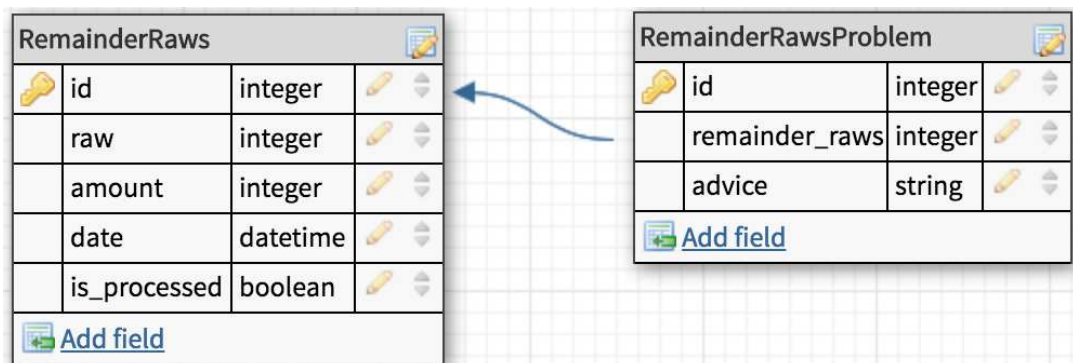 RemainderRaws
id integer
raw integer
amount integer
date datetime
is_processed boolean
Add field
RemainderRawsProblem
id integer
remainder_raws integer
advice string
Add field